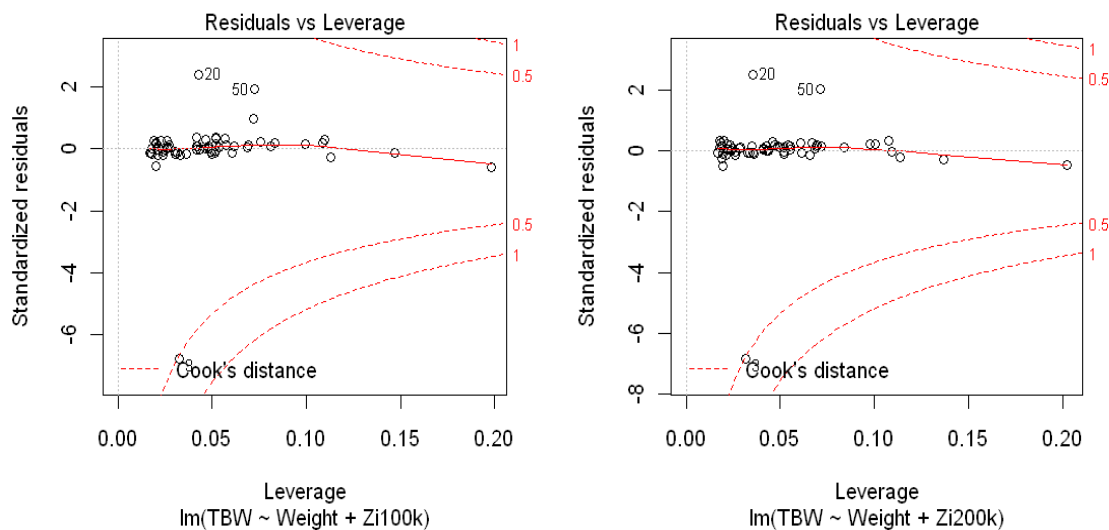 Residuals vs Leverage
Standardized residuals
2
0
-2
-4
-6
20
50
1
0.5
0.5
1
Cook's distance
0.00 0.05 0.10 0.15 0.20
Leverage
lm(TBW ~ Weight + Zi100k)
Residuals vs Leverage
Standardized residuals
2
0
-2
-4
-6
-8
20
50
1
0.5
0.5
1
Cook's distance
0.00 0.05 0.10 0.15 0.20
Leverage
lm(TBW ~ Weight + Zi200k)